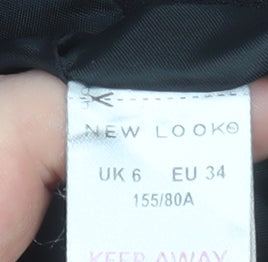 NEW LOOK
UK 6 EU 34
155/80A
KEEP AWAY